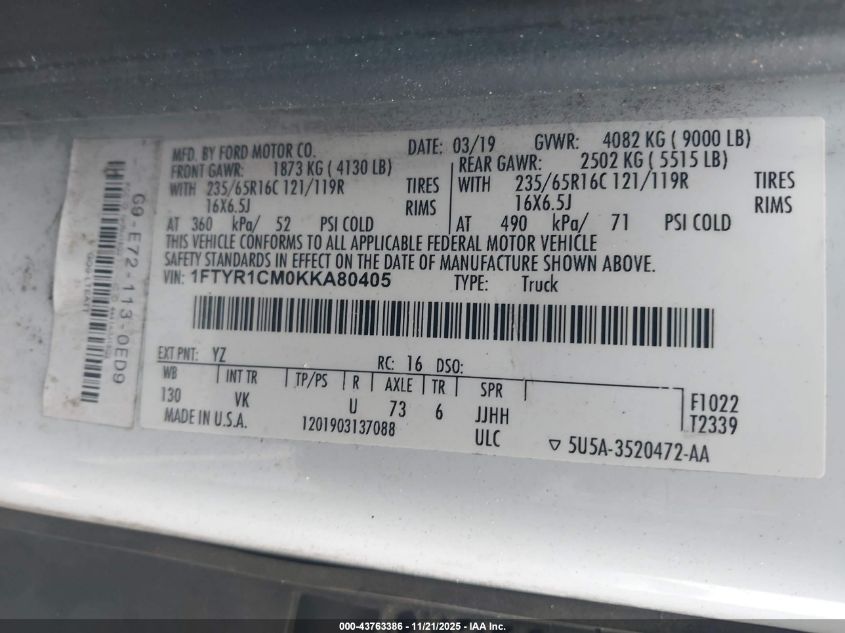 MFD. BY FORD MOTOR CO. DATE: 03/19 GVWR: 4082 KG ( 9000 LB)
FRONT GAWR: 1873 KG ( 4130 LB) REAR GAWR: 2502 KG ( 5515 LB)
WITH 235/65R16C 121/119R TIRES WITH 235/65R16C 121/119R TIRES
16X6.5J RIMS 16X6.5J RIMS
AT 360 kPa/ 52 PSI COLD AT 490 kPa/ 71 PSI COLD
THIS VEHICLE CONFORMS TO ALL APPLICABLE FEDERAL MOTOR VEHICLE
SAFETY STANDARDS IN EFFECT ON THE DATE OF MANUFACTURE SHOWN ABOVE.
VIN: 1FTYR1CM0KKA80405 TYPE: Truck
EXT PNT: YZ RC: 16 DSO:
WB INT TR TP/PS R AXLE TR SPR
130 VK U 73 6 JJHH F1022
MADE IN U.S.A. 1201903137088 ULC T2339
5U5A-3520472-AA
G9-E72-113-0ED9
000-43763386 - 11/21/2025 - IAA Inc.